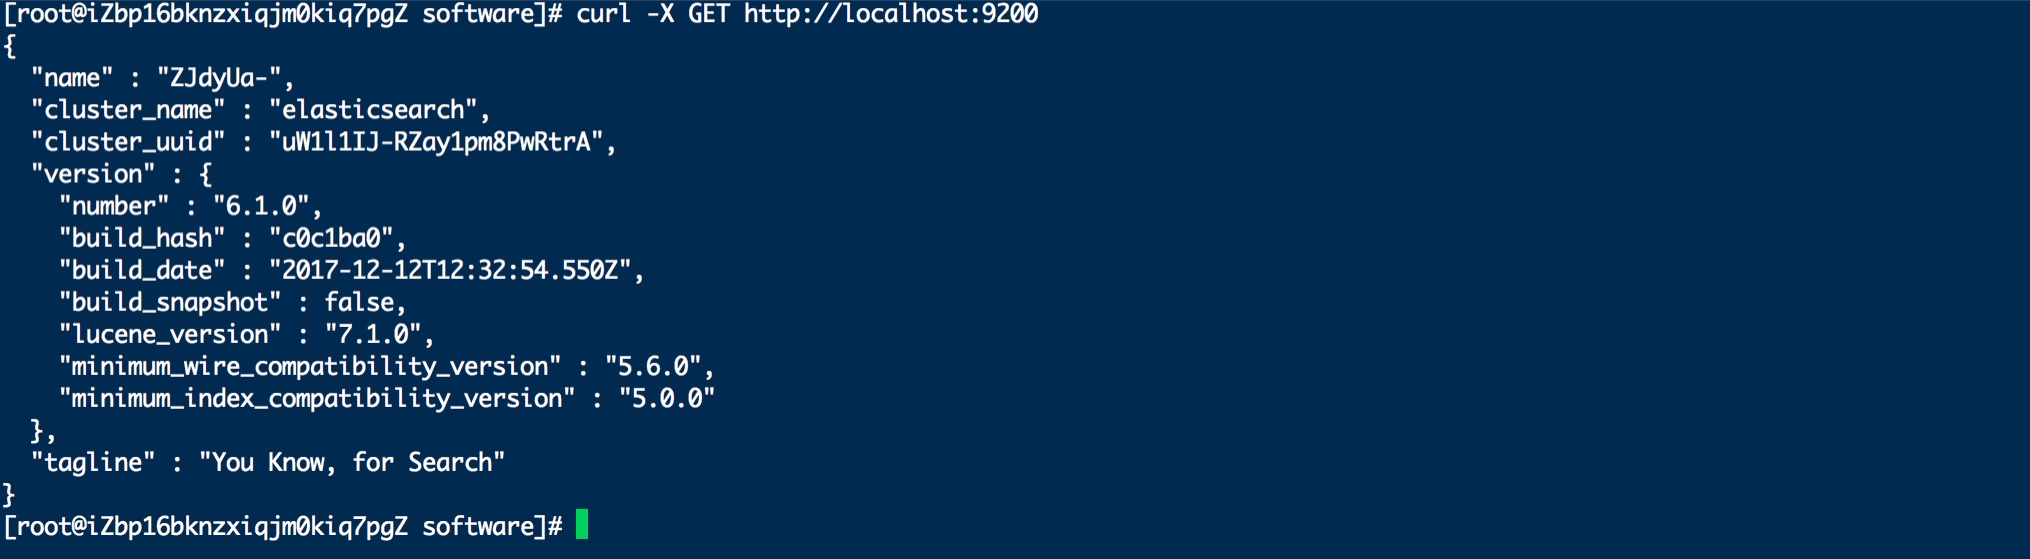 [root@iZbp16bknzxiqjm0kiq7pgZ software]# curl -X GET http://localhost:9200
{
  "name" : "ZJdyUa-",
  "cluster_name" : "elasticsearch",
  "cluster_uuid" : "uW1l1IJ-RZay1pm8PwRtrA",
  "version" : {
    "number" : "6.1.0",
    "build_hash" : "c0c1ba0",
    "build_date" : "2017-12-12T12:32:54.550Z",
    "build_snapshot" : false,
    "lucene_version" : "7.1.0",
    "minimum_wire_compatibility_version" : "5.6.0",
    "minimum_index_compatibility_version" : "5.0.0"
  },
  "tagline" : "You Know, for Search"
}
[root@iZbp16bknzxiqjm0kiq7pgZ software]#